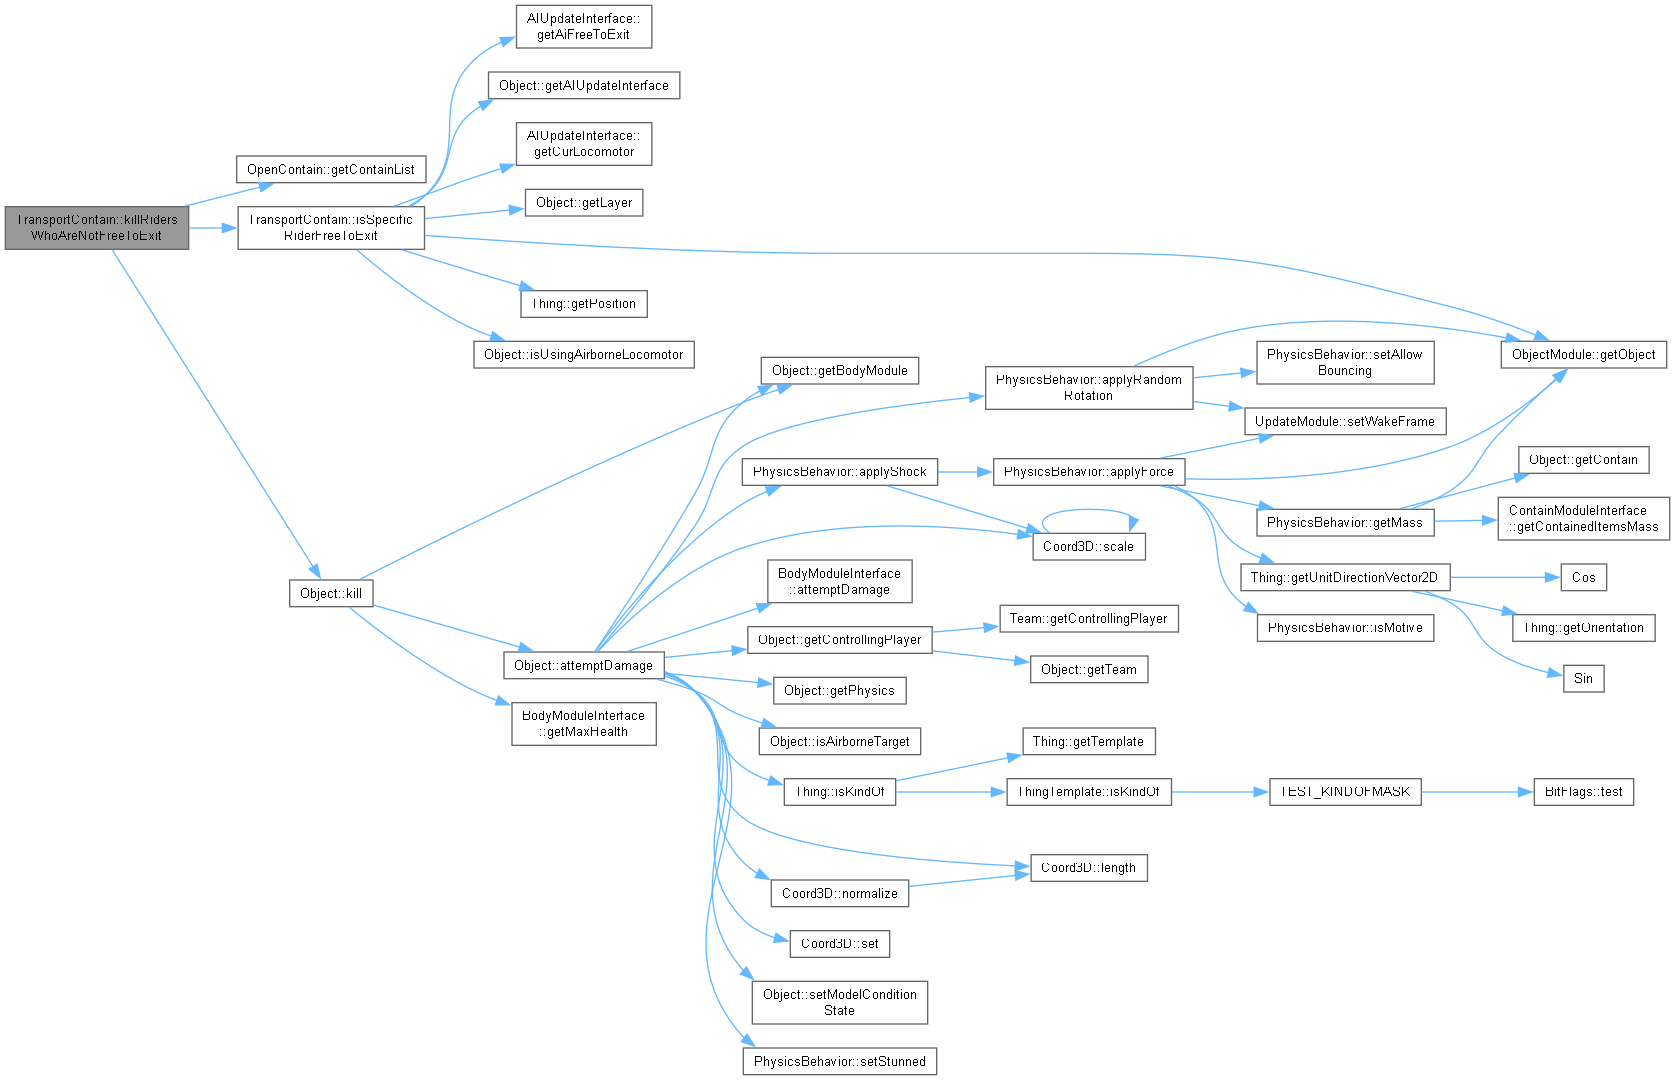 AIUpdateInterface::
getAiFreeToExit
Object::getAIUpdateInterface
AIUpdateInterface::
getCurLocomotor
OpenContain::getContainList
Object::getLayer
TransportContain::killRiders
WhoAreNotFreeToExit
TransportContain::isSpecific
RiderFreeToExit
Thing::getPosition
Object::isUsingAirborneLocomotor
ObjectModule::getObject
Object::getBodyModule
PhysicsBehavior::setAllow
Bouncing
PhysicsBehavior::applyRandom
Rotation
UpdateModule::setWakeFrame
PhysicsBehavior::applyShock
PhysicsBehavior::applyForce
Object::getContain
PhysicsBehavior::getMass
ContainModuleInterface
::getContainedItemsMass
Coord3D::scale
BodyModuleInterface
::attemptDamage
Thing::getUnitDirectionVector2D
Cos
Object::kill
Team::getControllingPlayer
PhysicsBehavior::isMotive
Thing::getOrientation
Object::getControllingPlayer
Object::attemptDamage
Object::getTeam
Sin
Object::getPhysics
BodyModuleInterface
::getMaxHealth
Object::isAirborneTarget
Thing::getTemplate
Thing::isKindOf
ThingTemplate::isKindOf
TEST_KINDOFMASK
BitFlags::test
Coord3D::length
Coord3D::normalize
Coord3D::set
Object::setModelCondition
State
PhysicsBehavior::setStunned